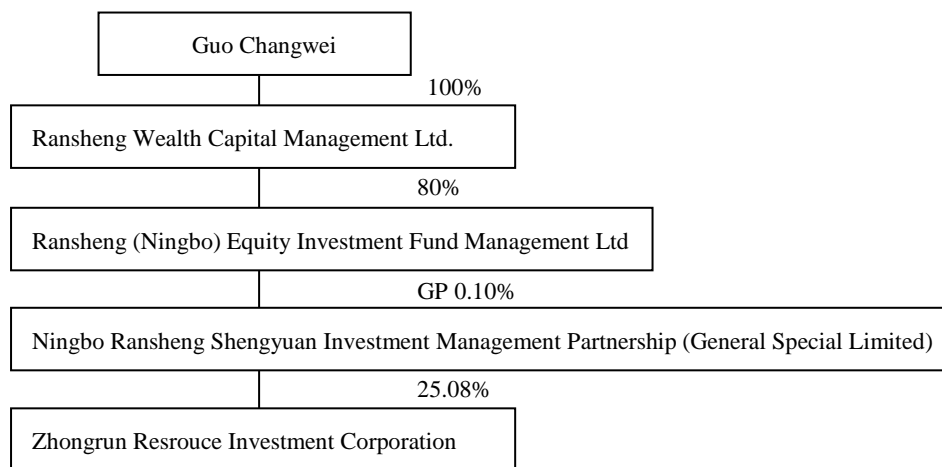 Guo Changwei
100%
Ransheng Wealth Capital Management Ltd.
80%
Ransheng (Ningbo) Equity Investment Fund Management Ltd
GP 0.10%
Ningbo Ransheng Shengyuan Investment Management Partnership (General Special Limited)
25.08%
Zhongrun Resrouce Investment Corporation